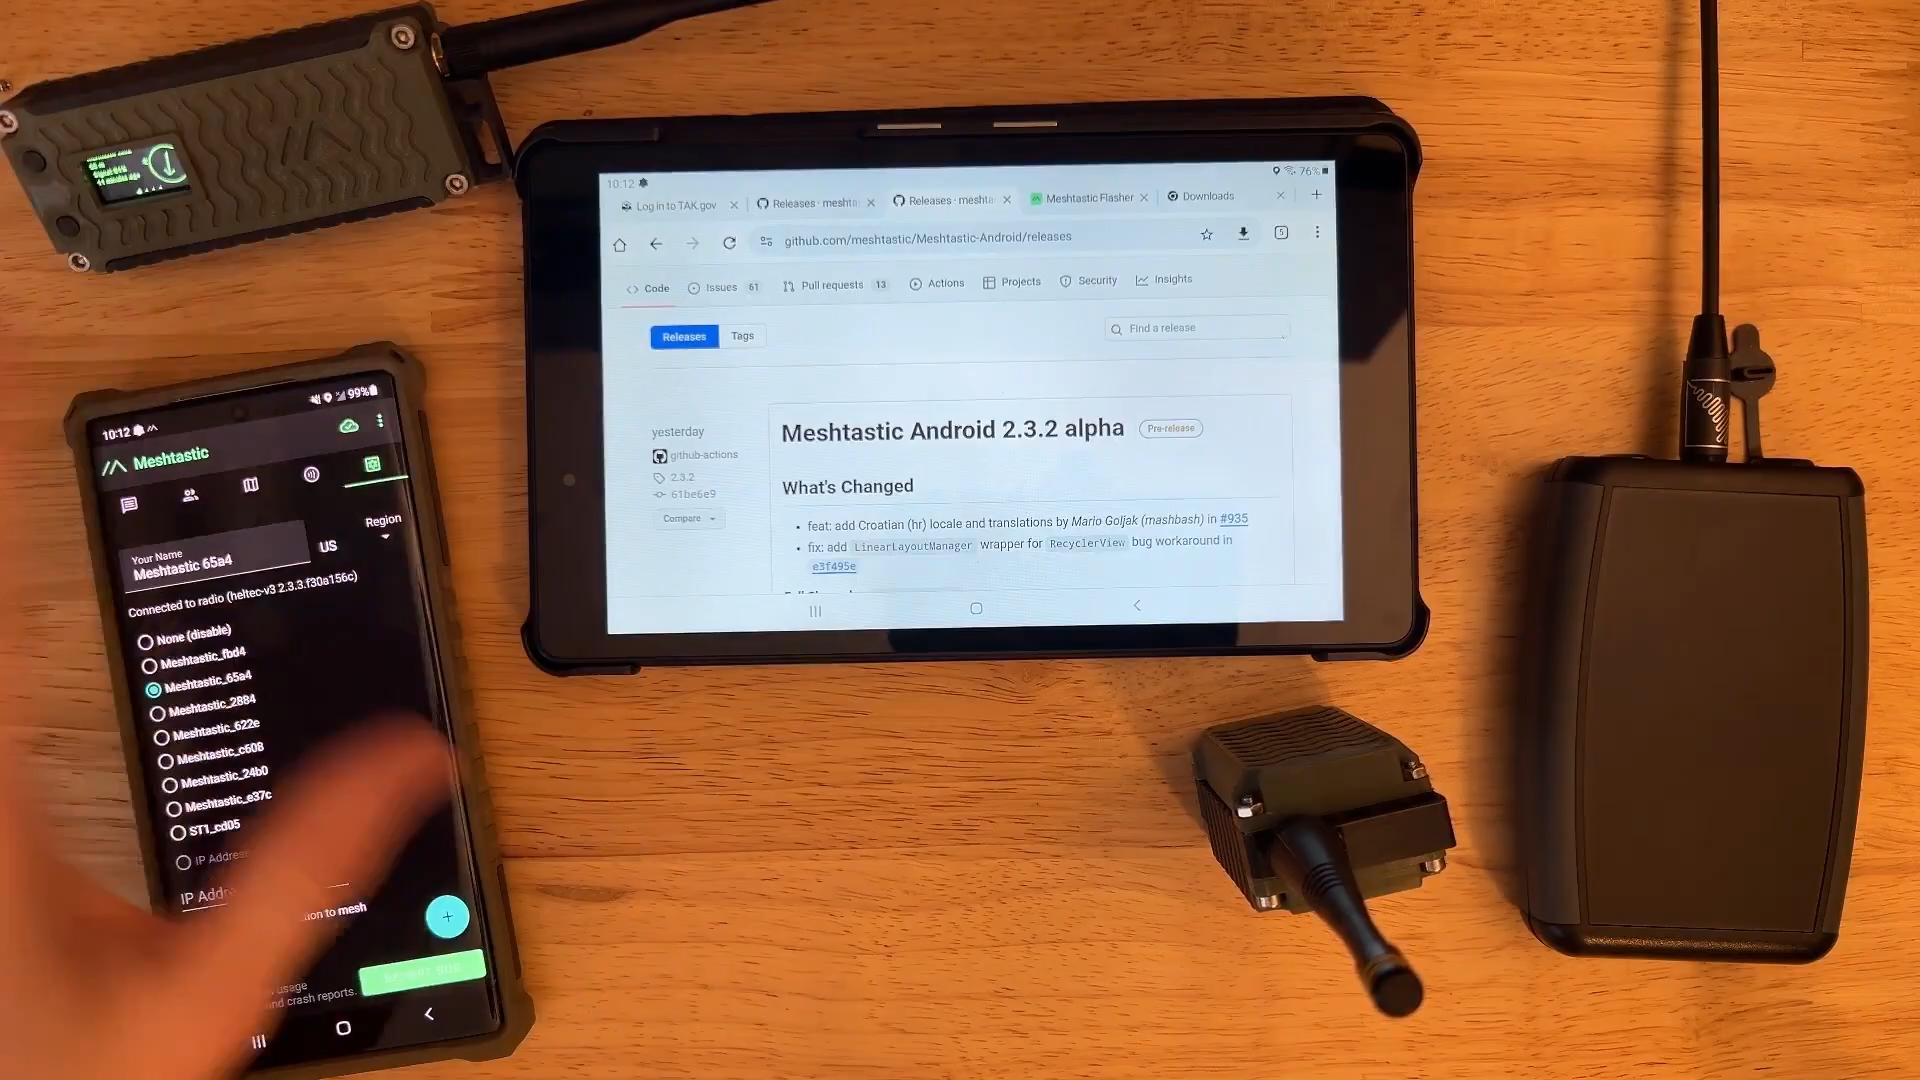 10:12
76%
Log in to TAK.gov
Releases · meshta
Releases · meshta
Meshtastic Flasher
Downloads
github.com/meshtastic/Meshtastic-Android/releases
5
Code
Issues 61
Pull requests 13
Actions
Projects
Security
Insights
Releases
Tags
Find a release
yesterday
github-actions
2.3.2
61be6e9
Compare
Meshtastic Android 2.3.2 alpha
Pre-release
What's Changed
feat: add Croatian (hr) locale and translations by Mario Goljak (mashbash) in #935
fix: add LinearLayoutManager wrapper for RecyclerView bug workaround in
e3f495e
10:12
99%
Meshtastic
Region
Your Name
Meshtastic 65a4
US
Connected to radio (heltec-v3 2.3.3.f30a156c)
None (disable)
Meshtastic_fbd4
Meshtastic_65a4
Meshtastic_2884
Meshtastic_622e
Meshtastic_c608
Meshtastic_24b0
Meshtastic_e37c
ST1_cd05
IP Address
IP Addr
to mesh
usage
and crash reports.